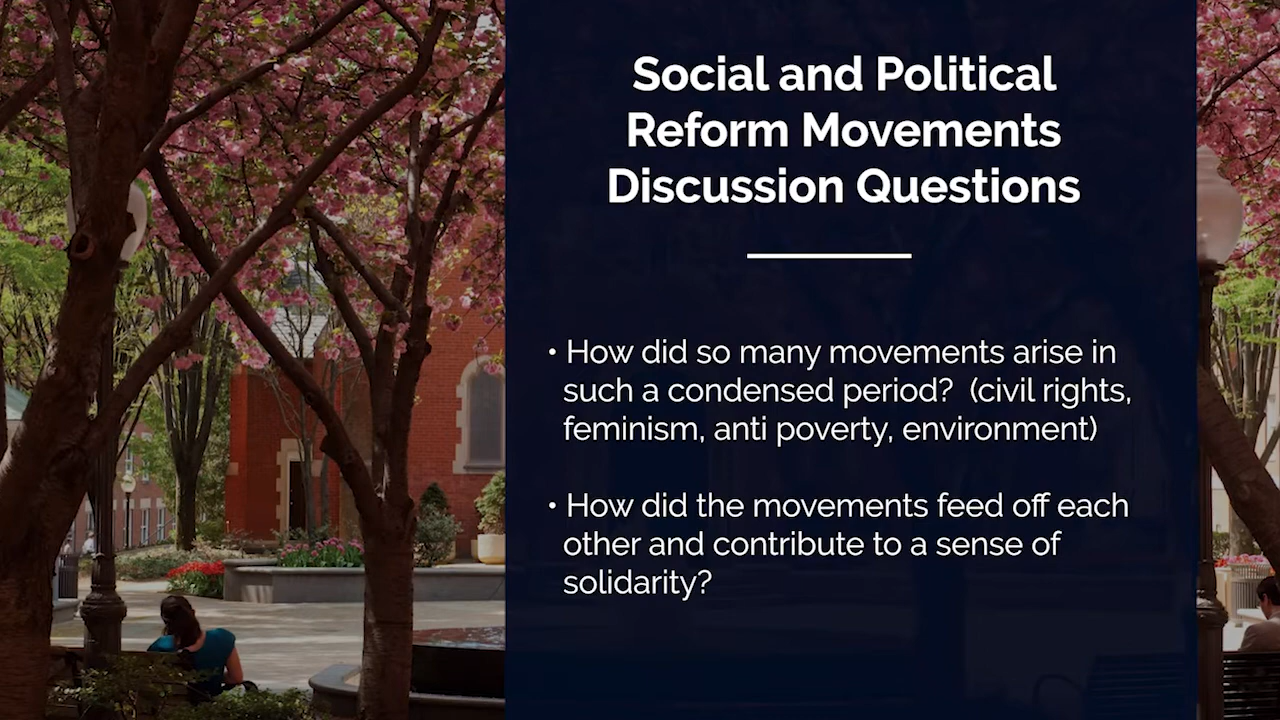 Social and Political
Reform Movements
Discussion Questions
• How did so many movements arise in
such a condensed period?  (civil rights,
feminism, anti poverty, environment)
• How did the movements feed off each
other and contribute to a sense of
solidarity?